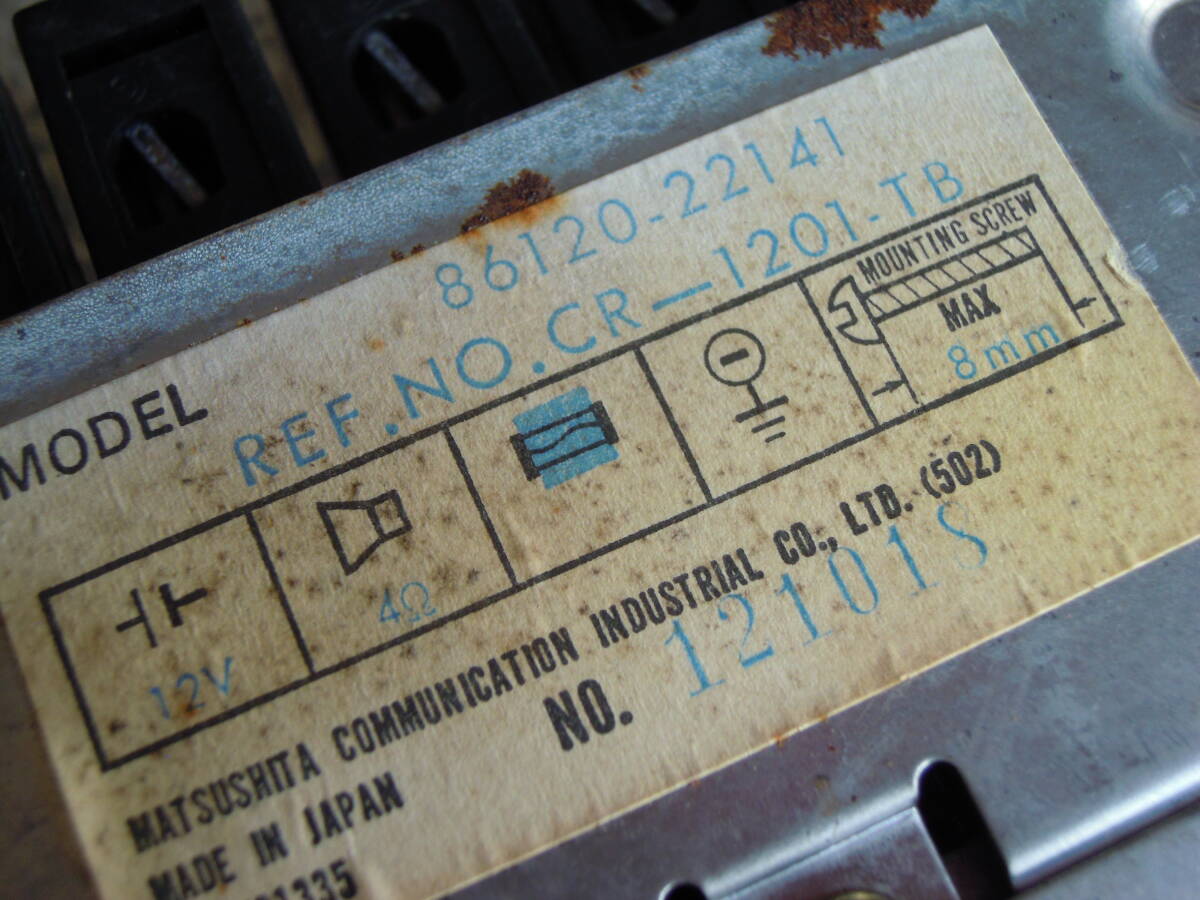 86120-22141
MODEL REF.NO.CR-1201-TB
12V
4Ω
MOUNTING SCREW
MAX
8mm
MATSUSHITA COMMUNICATION INDUSTRIAL CO., LTD. (502)
MADE IN JAPAN
NO. 12101S
1335